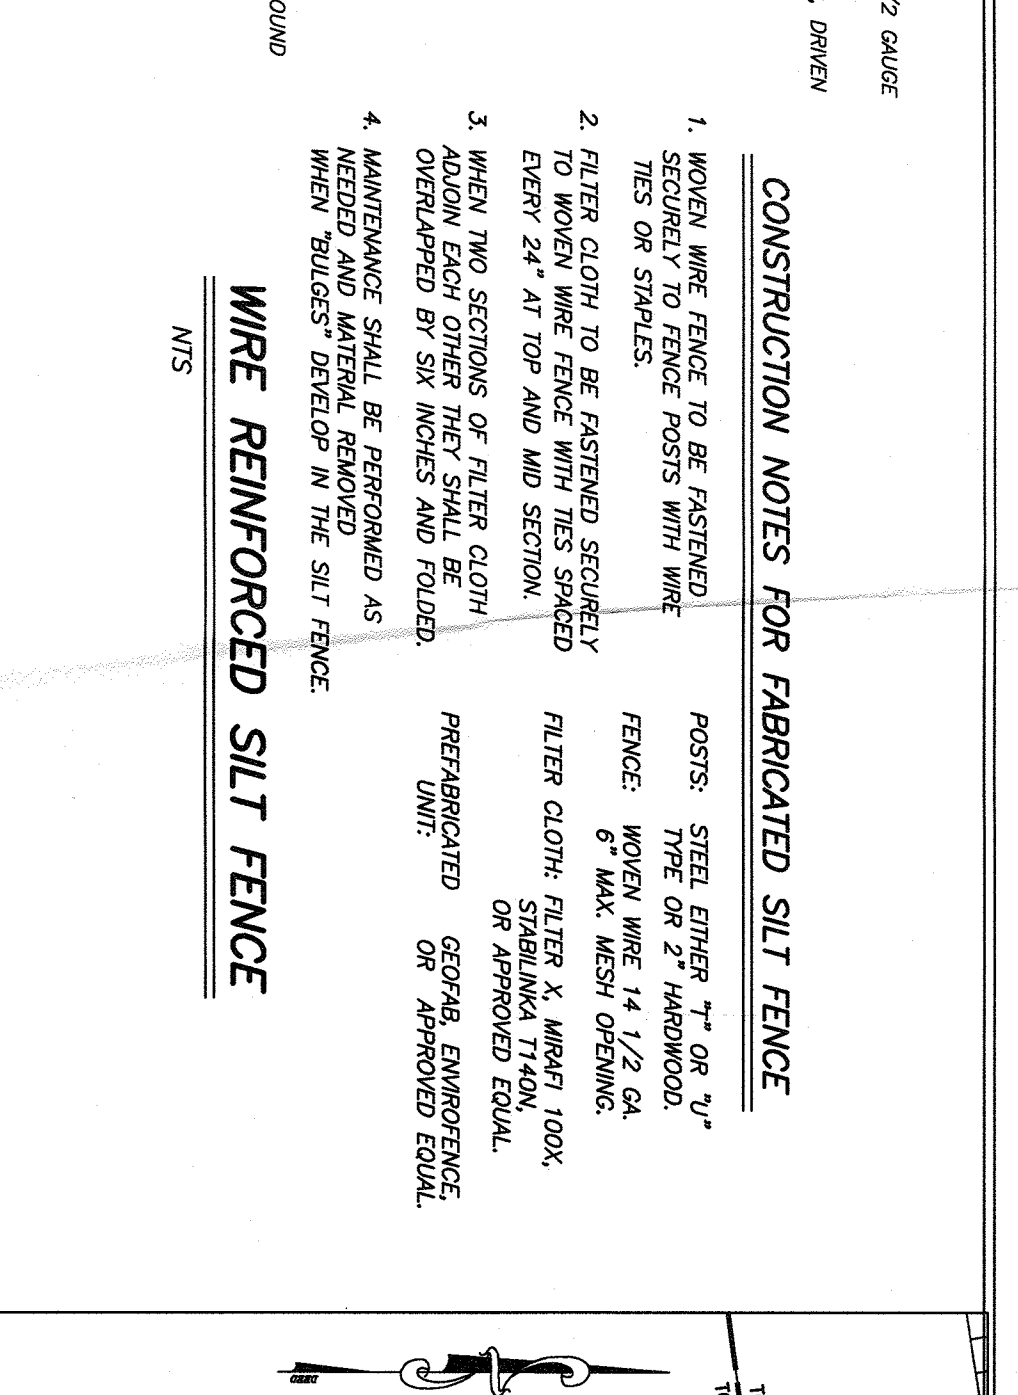 /2 GAUGE
, DRIVEN
OUND
CONSTRUCTION NOTES FOR FABRICATED SILT FENCE
1. WOVEN WIRE FENCE TO BE FASTENED
SECURELY TO FENCE POSTS WITH WIRE
TIES OR STAPLES.
2. FILTER CLOTH TO BE FASTENED SECURELY
TO WOVEN WIRE FENCE WITH TIES SPACED
EVERY 24" AT TOP AND MID SECTION.
3. WHEN TWO SECTIONS OF FILTER CLOTH
ADJOIN EACH OTHER THEY SHALL BE
OVERLAPPED BY SIX INCHES AND FOLDED.
4. MAINTENANCE SHALL BE PERFORMED AS
NEEDED AND MATERIAL REMOVED
WHEN "BULGES" DEVELOP IN THE SILT FENCE.
POSTS: STEEL EITHER "T" OR "U"
TYPE OR 2" HARDWOOD.
FENCE: WOVEN WIRE 14 1/2 GA.
6" MAX. MESH OPENING.
FILTER CLOTH: FILTER X, MIRAFI 100X,
STABILINKA T140N,
OR APPROVED EQUAL.
PREFABRICATED GEOFAB, ENVIROFENCE,
UNIT: OR APPROVED EQUAL.
WIRE REINFORCED SILT FENCE
NTS
DEED